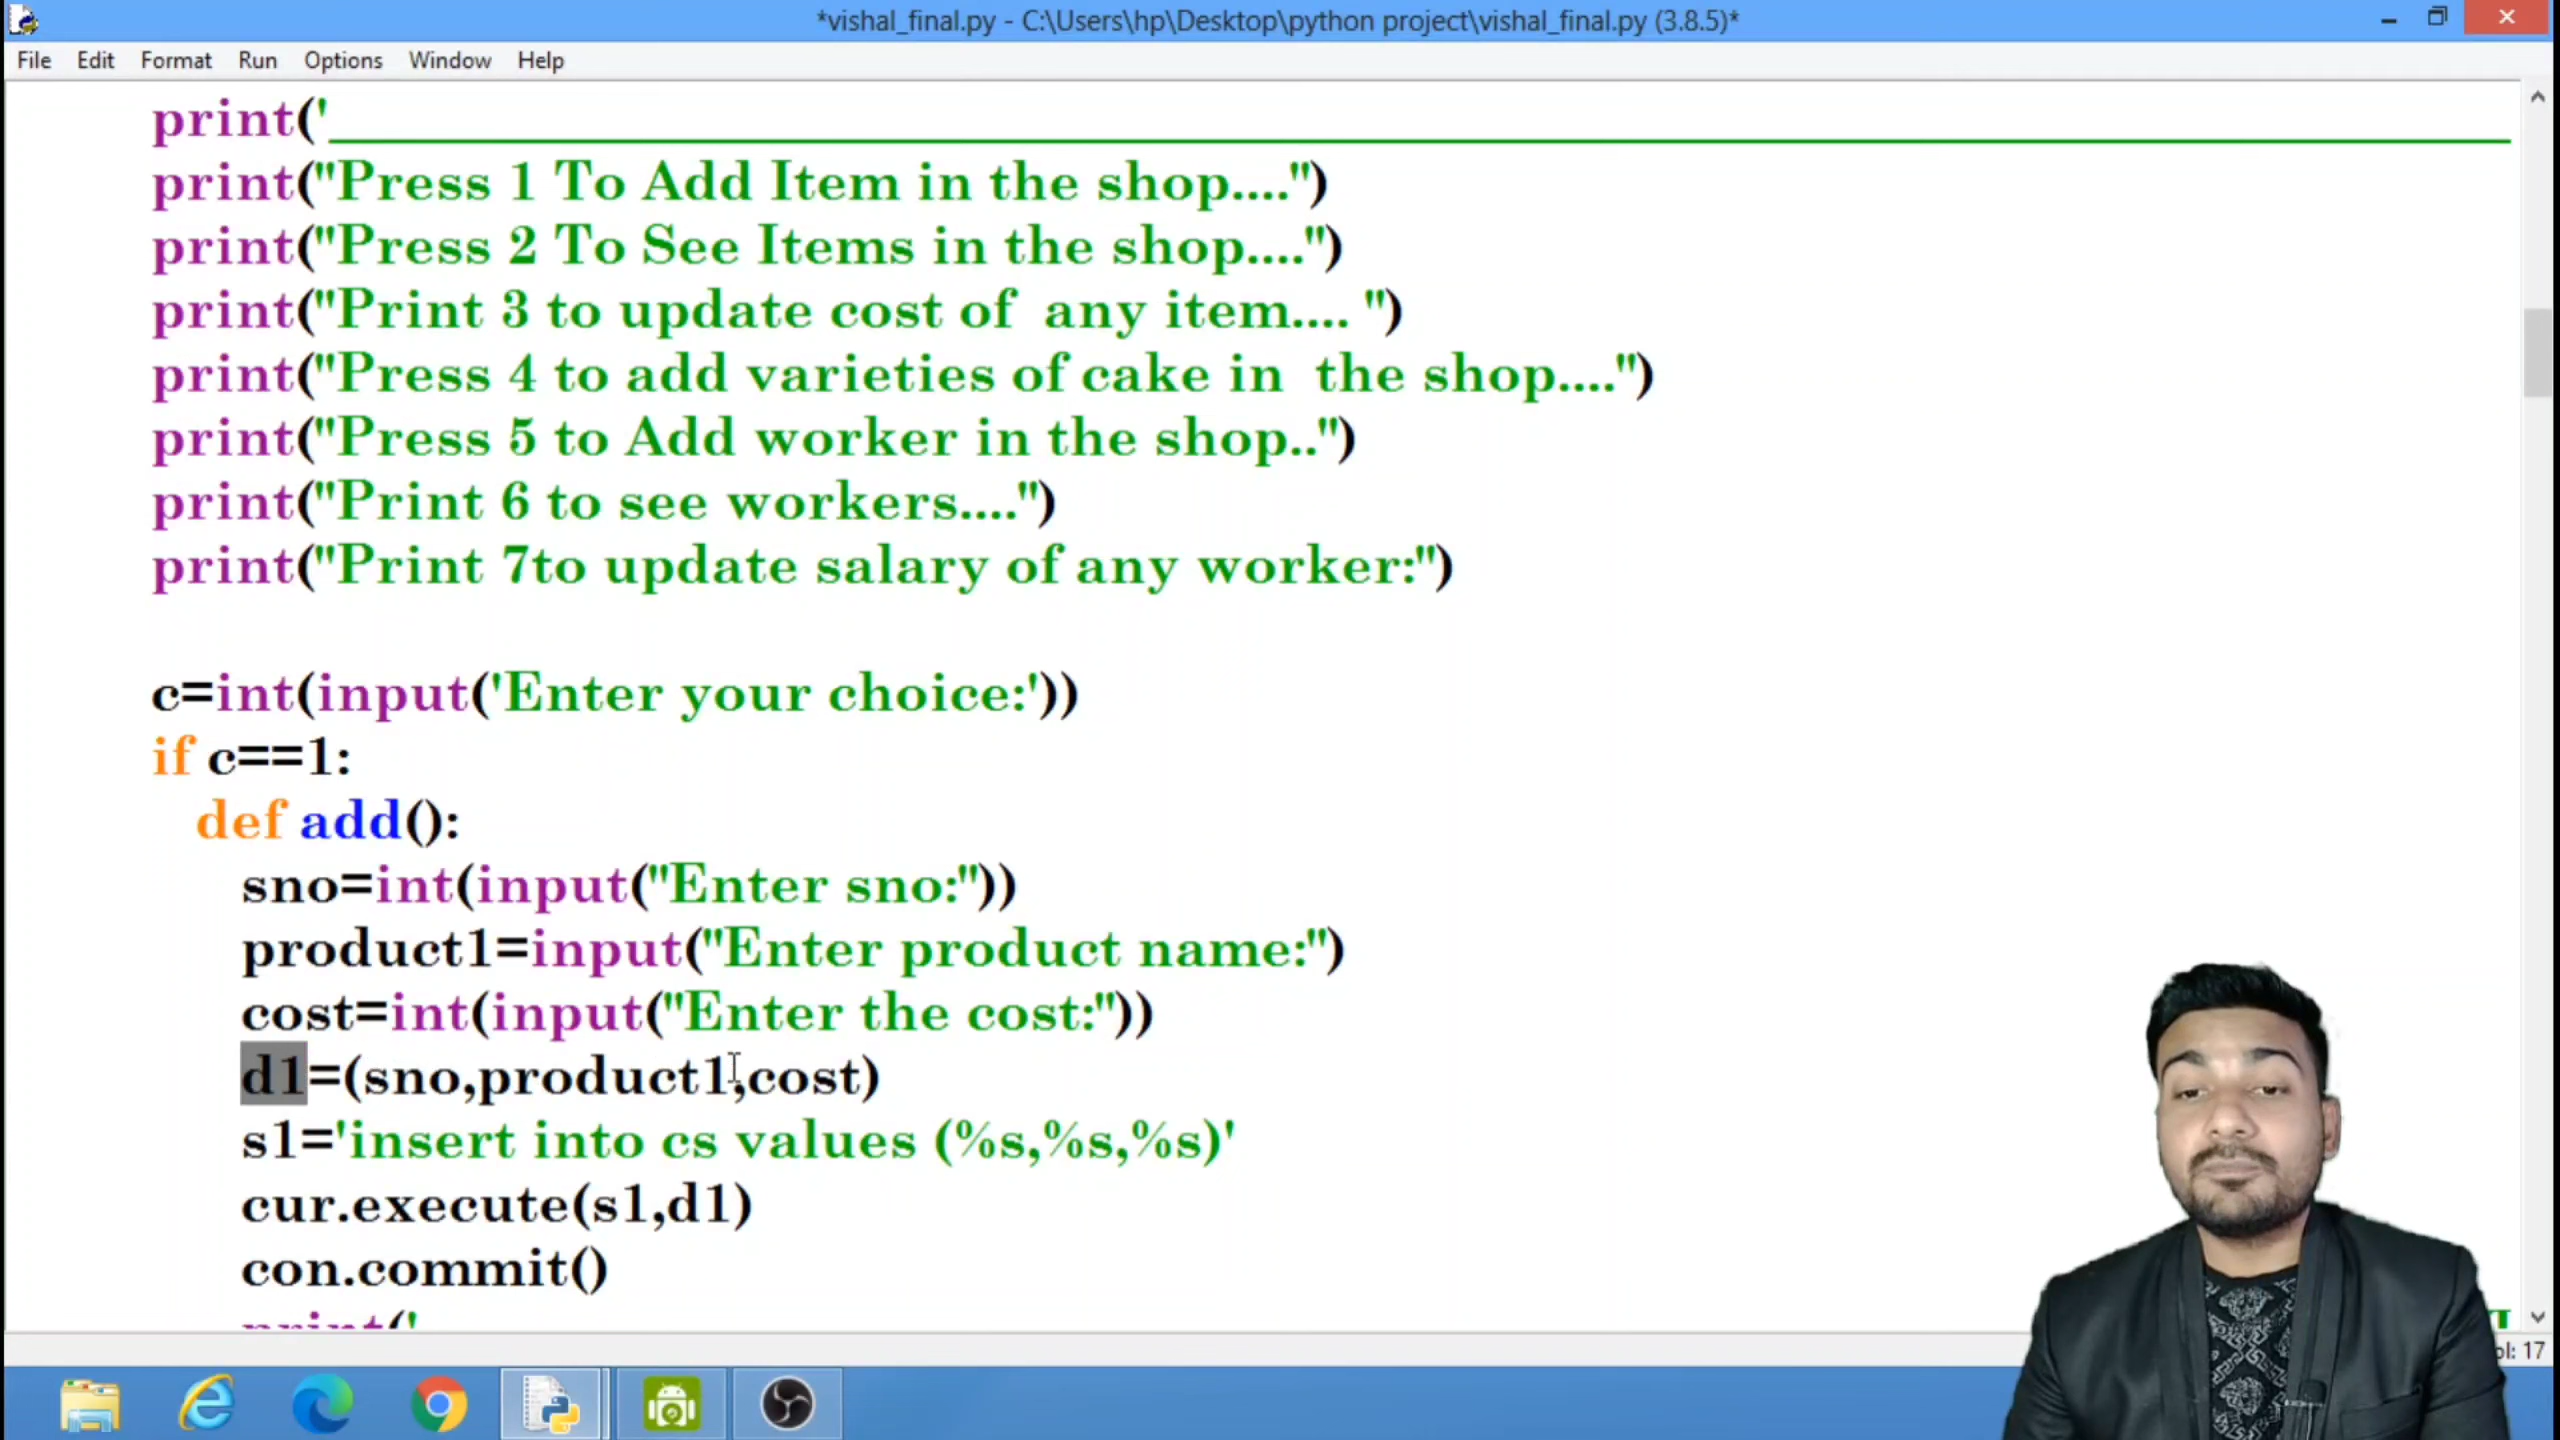 *vishal_final.py - C:\Users\hp\Desktop\python project\vishal_final.py (3.8.5)*
File Edit Format Run Options Window Help
print('___________________________________________________
print("Press 1 To Add Item in the shop....")
print("Press 2 To See Items in the shop....")
print("Print 3 to update cost of  any item.... ")
print("Press 4 to add varieties of cake in  the shop....")
print("Press 5 to Add worker in the shop..")
print("Print 6 to see workers....")
print("Print 7to update salary of any worker:")
c=int(input('Enter your choice:'))
if c==1:
def add():
sno=int(input("Enter sno:"))
product1=input("Enter product name:")
cost=int(input("Enter the cost:"))
d1=(sno,product1,cost)
s1='insert into cs values (%s,%s,%s)'
cur.execute(s1,d1)
con.commit()
print('
ol: 17